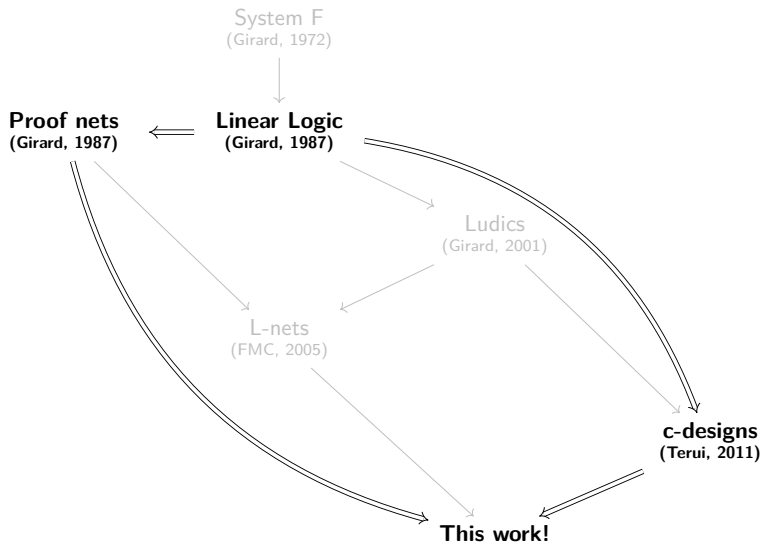 System F
(Girard, 1972)
Proof nets
(Girard, 1987)
Linear Logic
(Girard, 1987)
Ludics
(Girard, 2001)
L-nets
(FMC, 2005)
c-designs
(Terui, 2011)
This work!